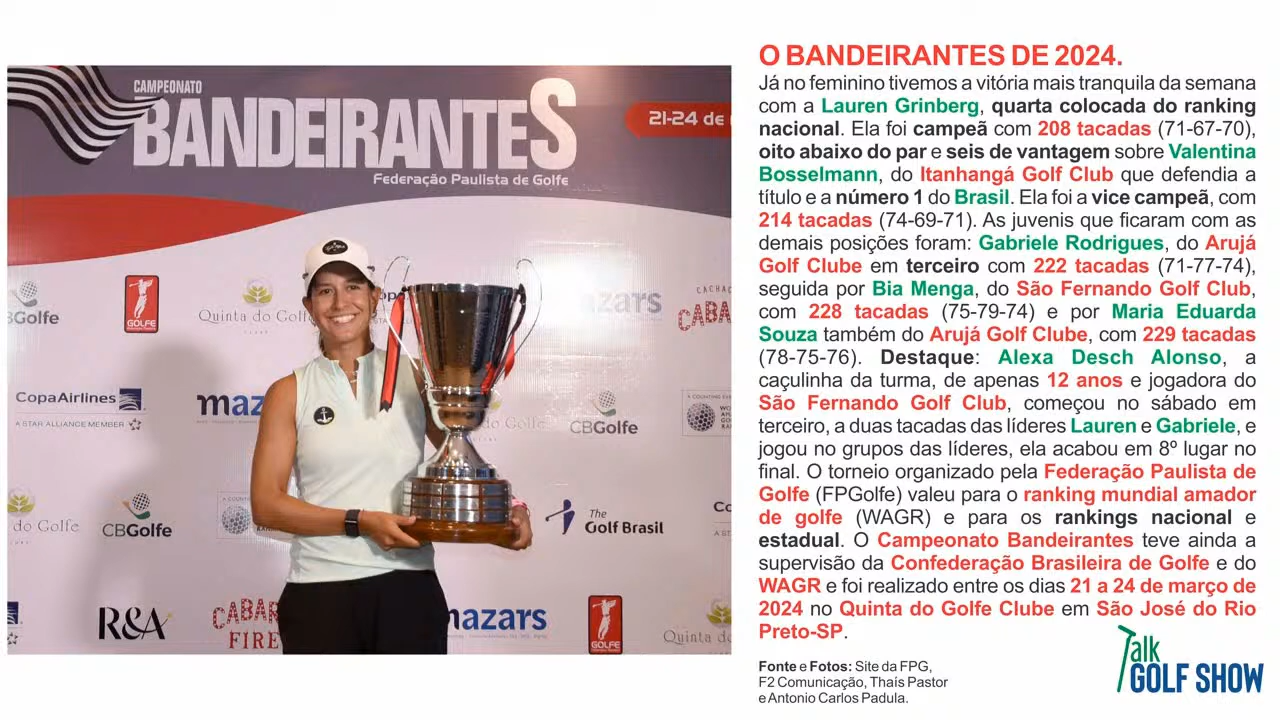 CAMPEONATO
BANDEIRANTES
Federação Paulista de Golfe
21-24 de
BGolfe
GOLFE
Quinta do Golf
azars
CopaAirlines
A STAR ALLIANCE MEMBER
maz
CBGolfe
do Golfe
CBGolfe
The
Golf Brasil
R&A
CABAR
FIRE
mazars
GOLFE
Quinta do
O BANDEIRANTES DE 2024.
Já no feminino tivemos a vitória mais tranquila da semana
com a Lauren Grinberg, quarta colocada do ranking
nacional. Ela foi campeã com 208 tacadas (71-67-70),
oito abaixo do par e seis de vantagem sobre Valentina
Bosselmann, do Itanhangá Golf Club que defendia a
título e a número 1 do Brasil. Ela foi a vice campeã, com
214 tacadas (74-69-71). As juvenis que ficaram com as
demais posições foram: Gabriele Rodrigues, do Arujá
Golf Clube em terceiro com 222 tacadas (71-77-74),
seguida por Bia Menga, do São Fernando Golf Club,
com 228 tacadas (75-79-74) e por Maria Eduarda
Souza também do Arujá Golf Clube, com 229 tacadas
(78-75-76). Destaque: Alexa Desch Alonso, a
caçulinha da turma, de apenas 12 anos e jogadora do
São Fernando Golf Club, começou no sábado em
terceiro, a duas tacadas das líderes Lauren e Gabriele, e
jogou no grupos das líderes, ela acabou em 8º lugar no
final. O torneio organizado pela Federação Paulista de
Golfe (FPGolfe) valeu para o ranking mundial amador
de golfe (WAGR) e para os rankings nacional e
estadual. O Campeonato Bandeirantes teve ainda a
supervisão da Confederação Brasileira de Golfe e do
WAGR e foi realizado entre os dias 21 a 24 de março de
2024 no Quinta do Golfe Clube em São José do Rio
Preto-SP.
Fonte e Fotos: Site da FPG,
F2 Comunicação, Thaís Pastor
e Antonio Carlos Padula.
Talk
GOLF SHOW